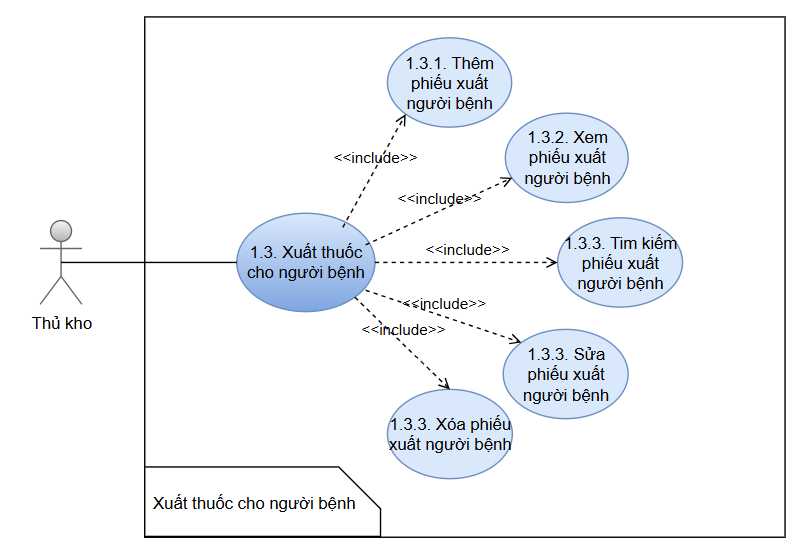 1.3.1. Thêm
phiếu xuất
người bệnh
<<include>>
1.3.2. Xem
phiếu xuất
người bệnh
<<include>>
1.3. Xuất thuốc
cho người bệnh
<<include>>
1.3.3. Tim kiếm
phiếu xuất
người bệnh
Thủ kho
<<include>>
<<include>>
1.3.3. Sửa
phiếu xuất
người bệnh
1.3.3. Xóa phiếu
xuất người bệnh
Xuất thuốc cho người bệnh